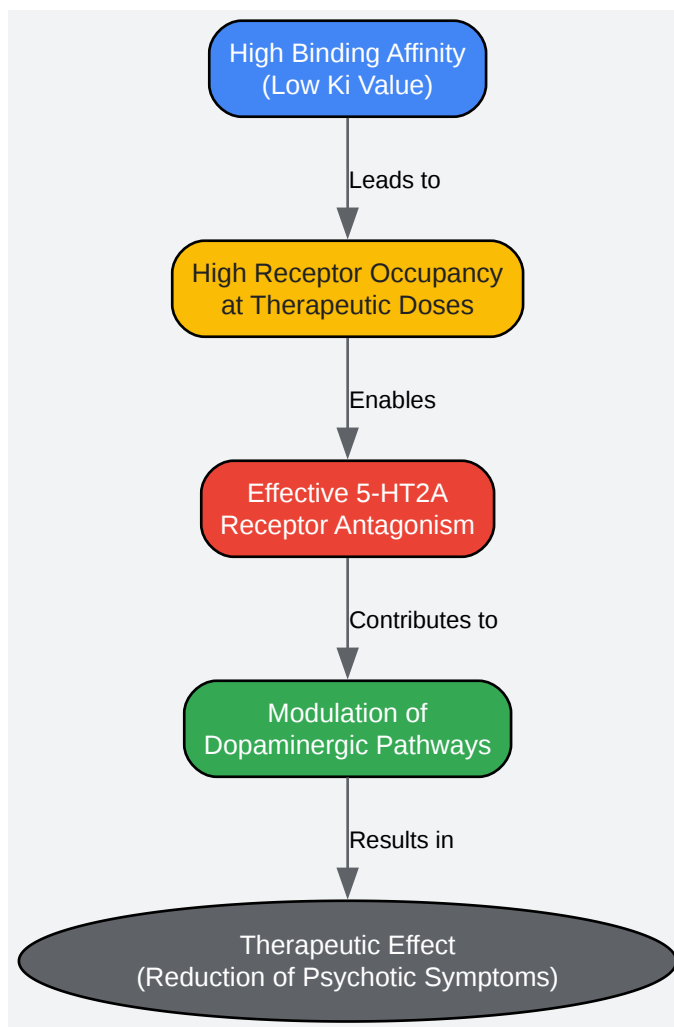 High Binding Affinity
(Low Ki Value)
Leads to
High Receptor Occupancy
at Therapeutic Doses
Enables
Effective 5-HT2A
Receptor Antagonism
Contributes to
Modulation of
Dopaminergic Pathways
Results in
Therapeutic Effect
(Reduction of Psychotic Symptoms)